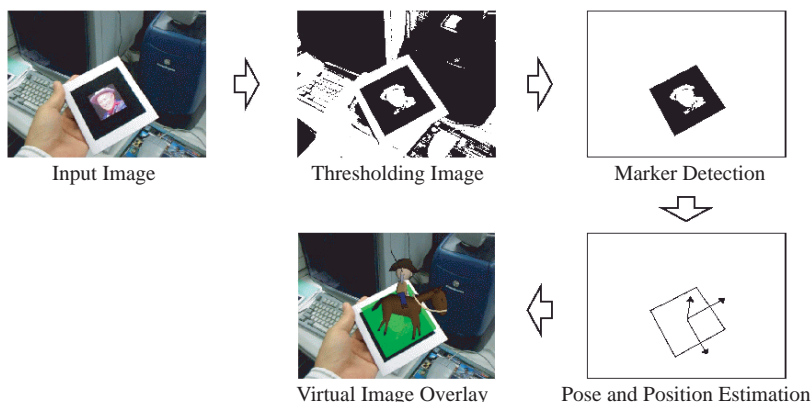 Input Image
Thresholding Image
Marker Detection
Pose and Position Estimation
Virtual Image Overlay